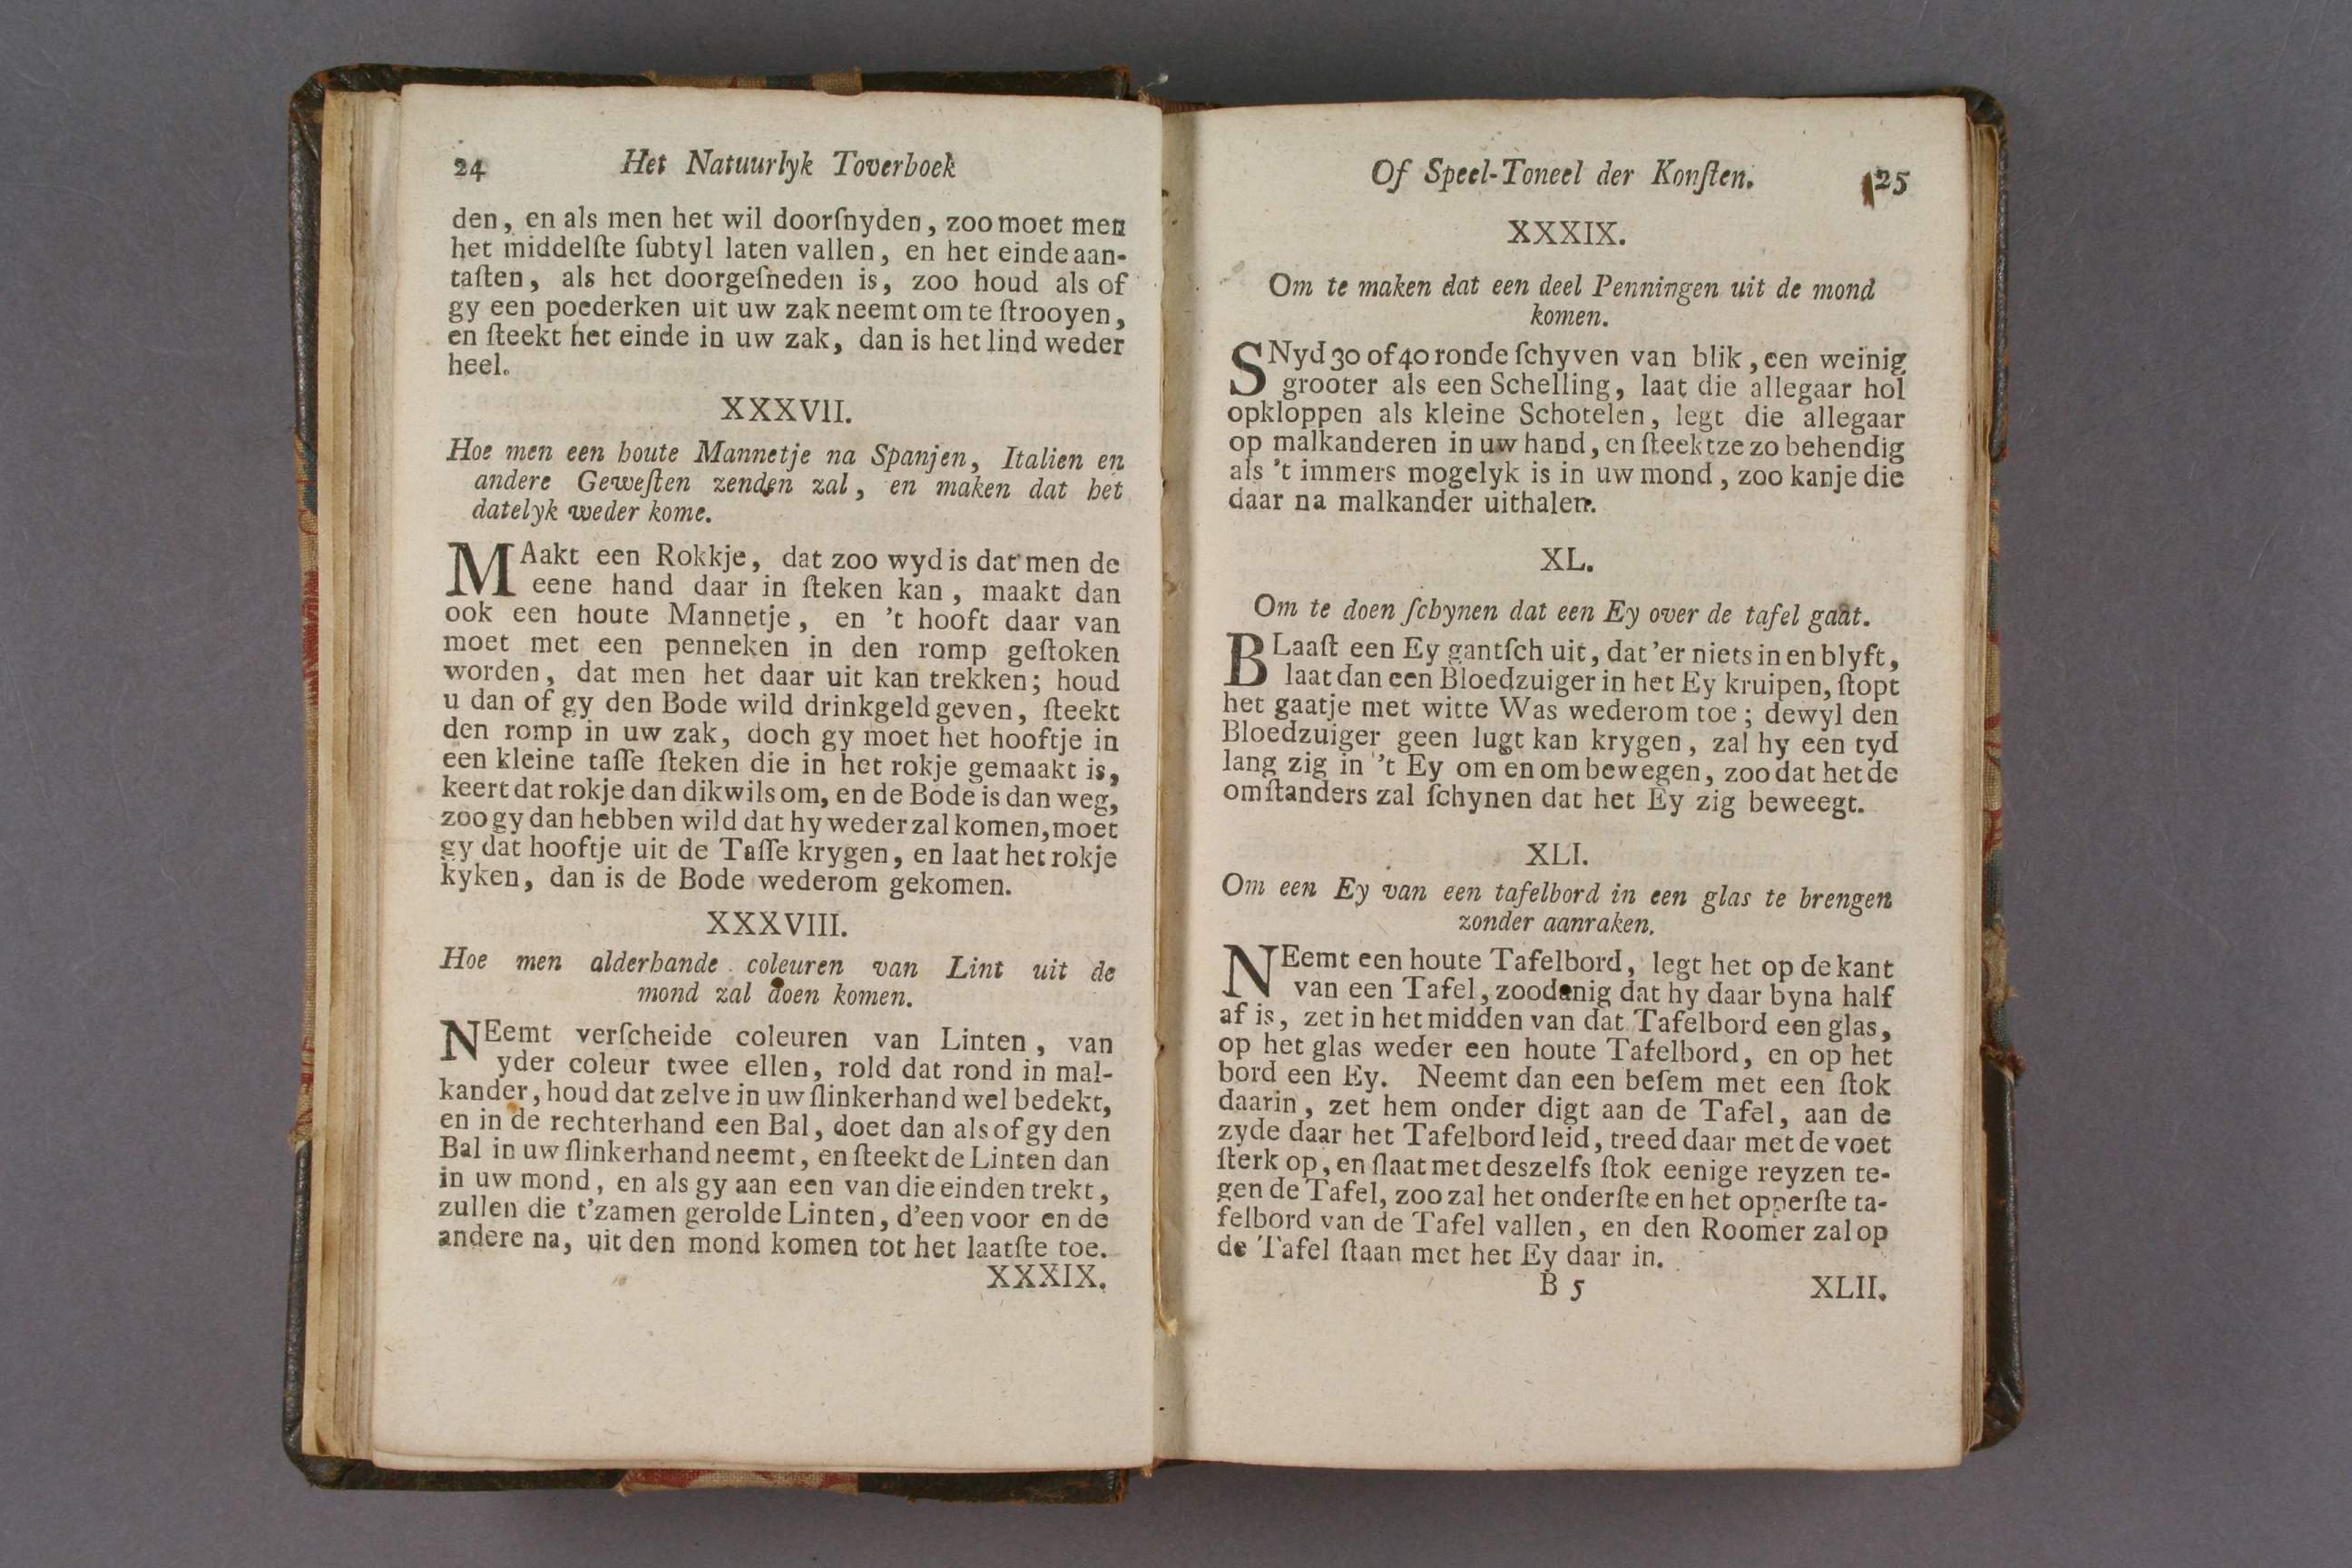 24 Het Natuurlyk Toverboek
den, en als men het wil doorſnyden, zoo moet men
het middelſte ſubtyl laten vallen, en het einde aan-
taſten, als het doorgeſneden is, zoo houd als of
gy een poederken uit uw zak neemt om te ſtrooyen,
en ſteekt het einde in uw zak, dan is het lind weder
heel.
XXXVII.
Hoe men een houte Mannetje na Spanjen, Italien en
andere Geweſten zenden zal, en maken dat het
datelyk weder kome.
MAakt een Rokkje, dat zoo wyd is dat men de
eene hand daar in ſteken kan, maakt dan
ook een houte Mannetje, en 't hooft daar van
moet met een penneken in den romp geſtoken
worden, dat men het daar uit kan trekken; houd
u dan of gy den Bode wild drinkgeld geven, ſteekt
den romp in uw zak, doch gy moet het hooftje in
een kleine taſſe ſteken die in het rokje gemaakt is,
keert dat rokje dan dikwils om, en de Bode is dan weg,
zoo gy dan hebben wild dat hy weder zal komen, moet
gy dat hooftje uit de Taſſe krygen, en laat het rokje
kyken, dan is de Bode wederom gekomen.
XXXVIII.
Hoe men alderhande coleuren van Lint uit de
mond zal doen komen.
NEemt verſcheide coleuren van Linten, van
yder coleur twee ellen, rold dat rond in mal-
kander, houd dat zelve in uw ſlinkerhand wel bedekt,
en in de rechterhand een Bal, doet dan als of gy den
Bal in uw ſlinkerhand neemt, en ſteekt de Linten dan
in uw mond, en als gy aan een van die einden trekt,
zullen die t'zamen gerolde Linten, d'een voor en de
andere na, uit den mond komen tot het laatſte toe.
XXXIX.
Of Speel-Toneel der Konſten. 25
XXXIX.
Om te maken dat een deel Penningen uit de mond
komen.
SNyd 30 of 40 ronde ſchyven van blik, een weinig
grooter als een Schelling, laat die allegaar hol
opkloppen als kleine Schotelen, legt die allegaar
op malkanderen in uw hand, en ſteektze zo behendig
als 't immers mogelyk is in uw mond, zoo kanje die
daar na malkander uithalen.
XL.
Om te doen ſchynen dat een Ey over de tafel gaat.
BLaaſt een Ey gantſch uit, dat 'er niets in en blyft,
laat dan een Bloedzuiger in het Ey kruipen, ſtopt
het gaatje met witte Was wederom toe; dewyl den
Bloedzuiger geen lugt kan krygen, zal hy een tyd
lang zig in 't Ey om en om bewegen, zoo dat het de
omſtanders zal ſchynen dat het Ey zig beweegt.
XLI.
Om een Ey van een tafelbord in een glas te brengen
zonder aanraken.
NEemt een houte Tafelbord, legt het op de kant
van een Tafel, zoodanig dat hy daar byna half
af is, zet in het midden van dat Tafelbord een glas,
op het glas weder een houte Tafelbord, en op het
bord een Ey. Neemt dan een beſem met een ſtok
daarin, zet hem onder digt aan de Tafel, aan de
zyde daar het Tafelbord leid, treed daar met de voet
ſterk op, en ſlaat met deszelfs ſtok eenige reyzen te-
gen de Tafel, zoo zal het onderſte en het opperſte ta-
felbord van de Tafel vallen, en den Roomer zal op
de Tafel ſtaan met het Ey daar in.
B 5 XLII.